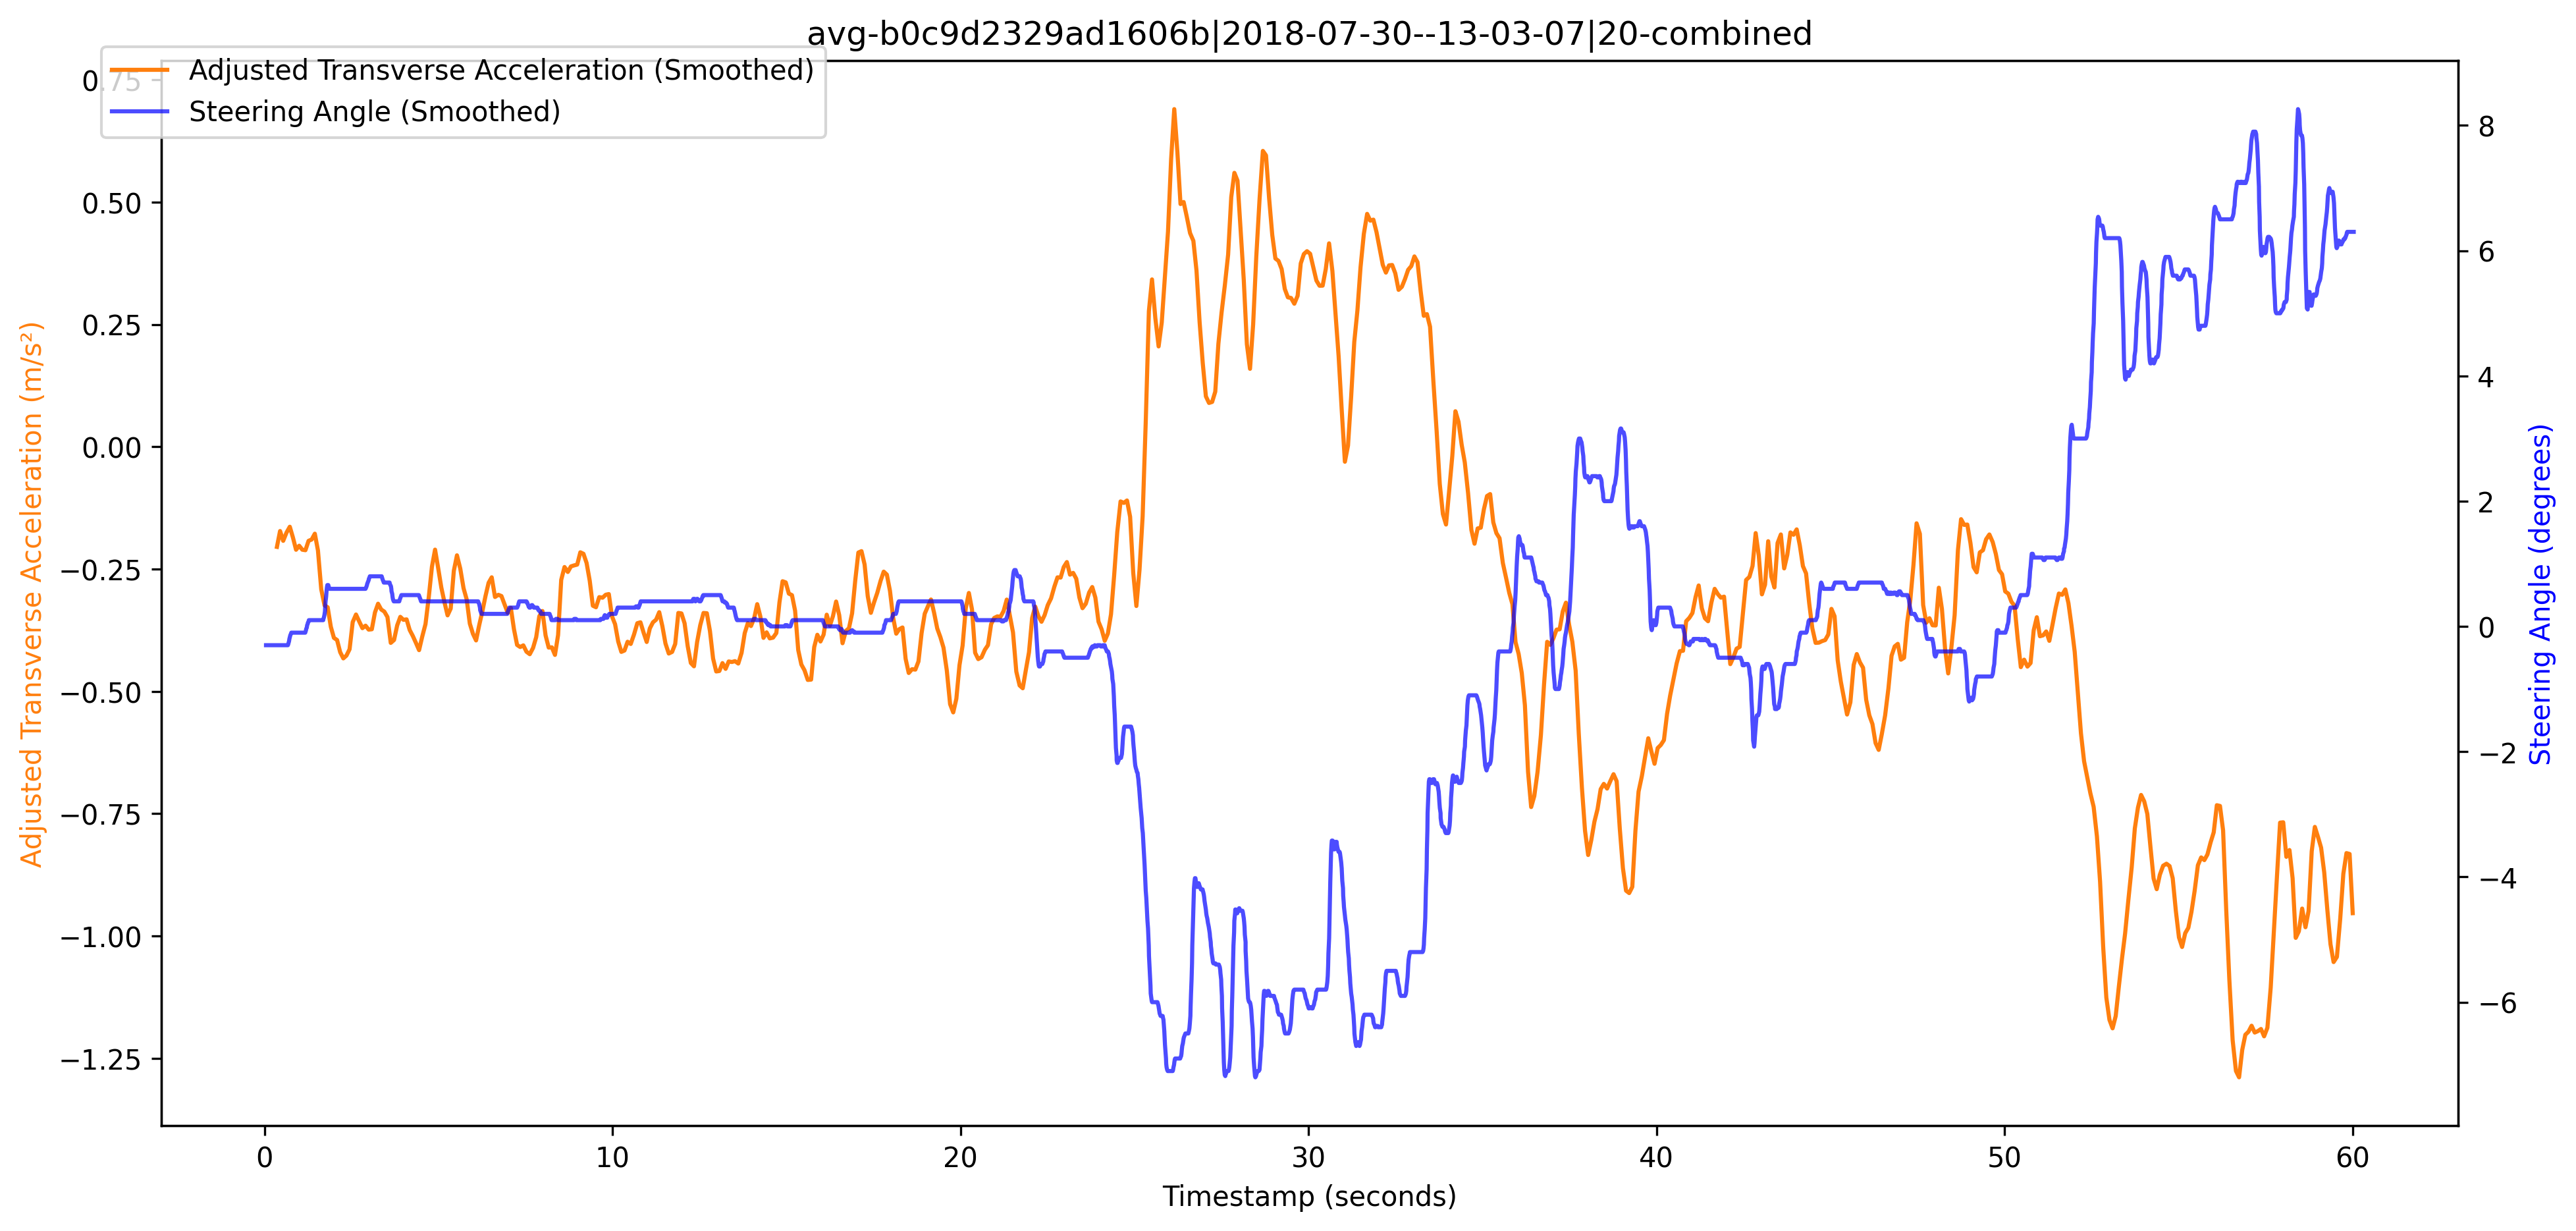 avg-b0c9d2329ad1606b|2018-07-30--13-03-07|20-combined
Adjusted Transverse Acceleration (Smoothed)
Steering Angle (Smoothed)
0.75
0.50
0.25
0.00
−0.25
−0.50
−0.75
−1.00
−1.25
Adjusted Transverse Acceleration (m/s²)
8
6
4
2
0
−2
−4
−6
Steering Angle (degrees)
0 10 20 30 40 50 60
Timestamp (seconds)